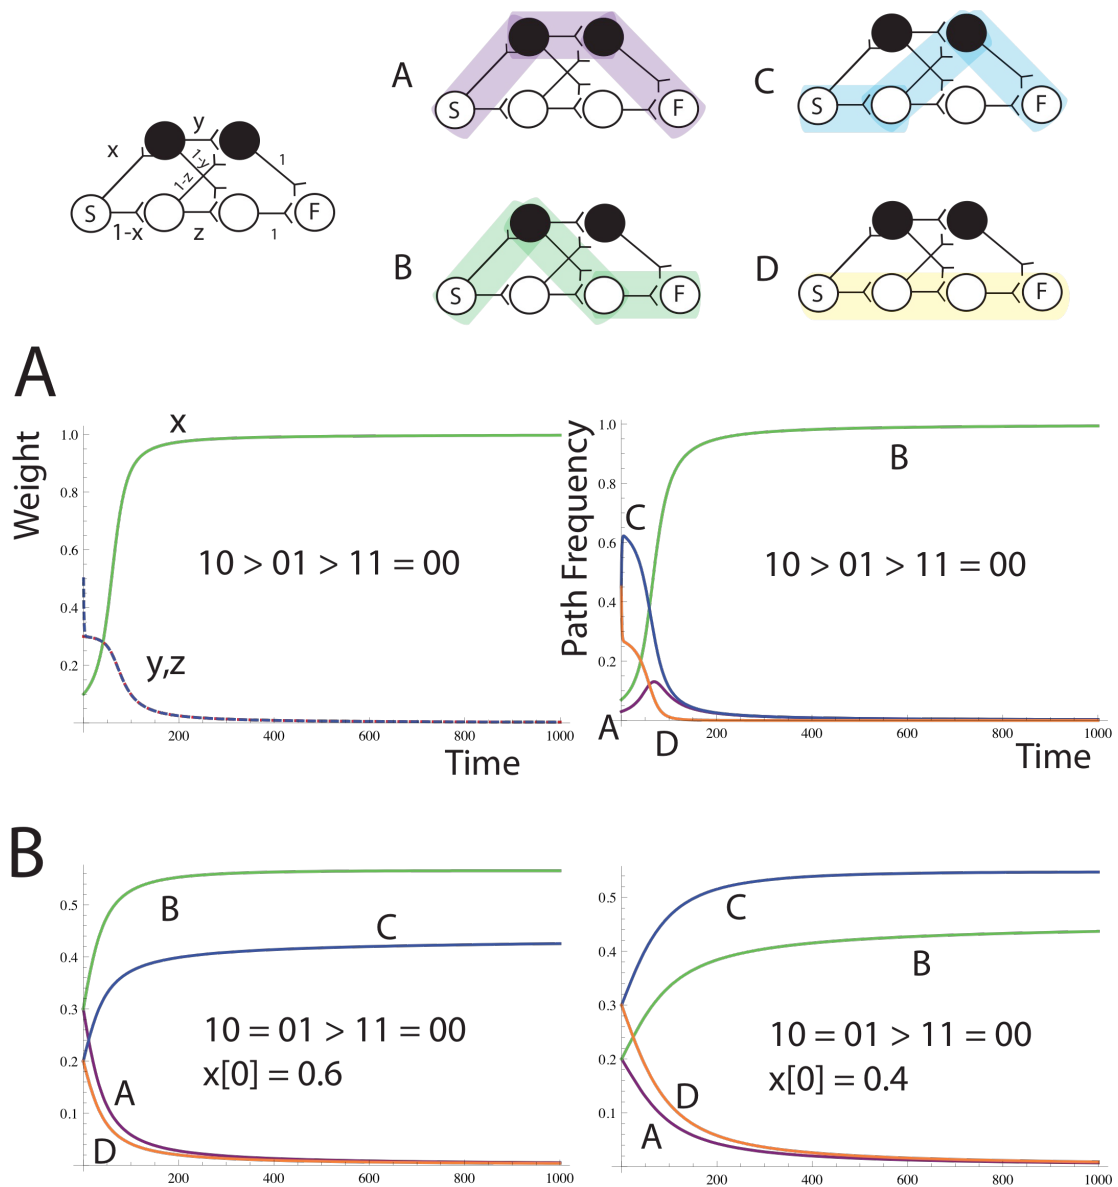 y
x
1-y
1-z
1
S
F
1-x
z
1
A
S
F
C
S
F
B
S
F
D
S
F
A
Weight
1.0
0.8
0.6
0.4
0.2
x
10 > 01 > 11 = 00
y,z
200
400
600
800
1000
Time
Path Frequency
1.0
0.8
0.6
0.4
0.2
B
C
10 > 01 > 11 = 00
A
D
200
400
600
800
1000
Time
B
0.5
0.4
0.3
0.2
0.1
B
C
10 = 01 > 11 = 00
x[0] = 0.6
A
D
200
400
600
800
1000
0.5
0.4
0.3
0.2
0.1
C
B
10 = 01 > 11 = 00
x[0] = 0.4
D
A
200
400
600
800
1000